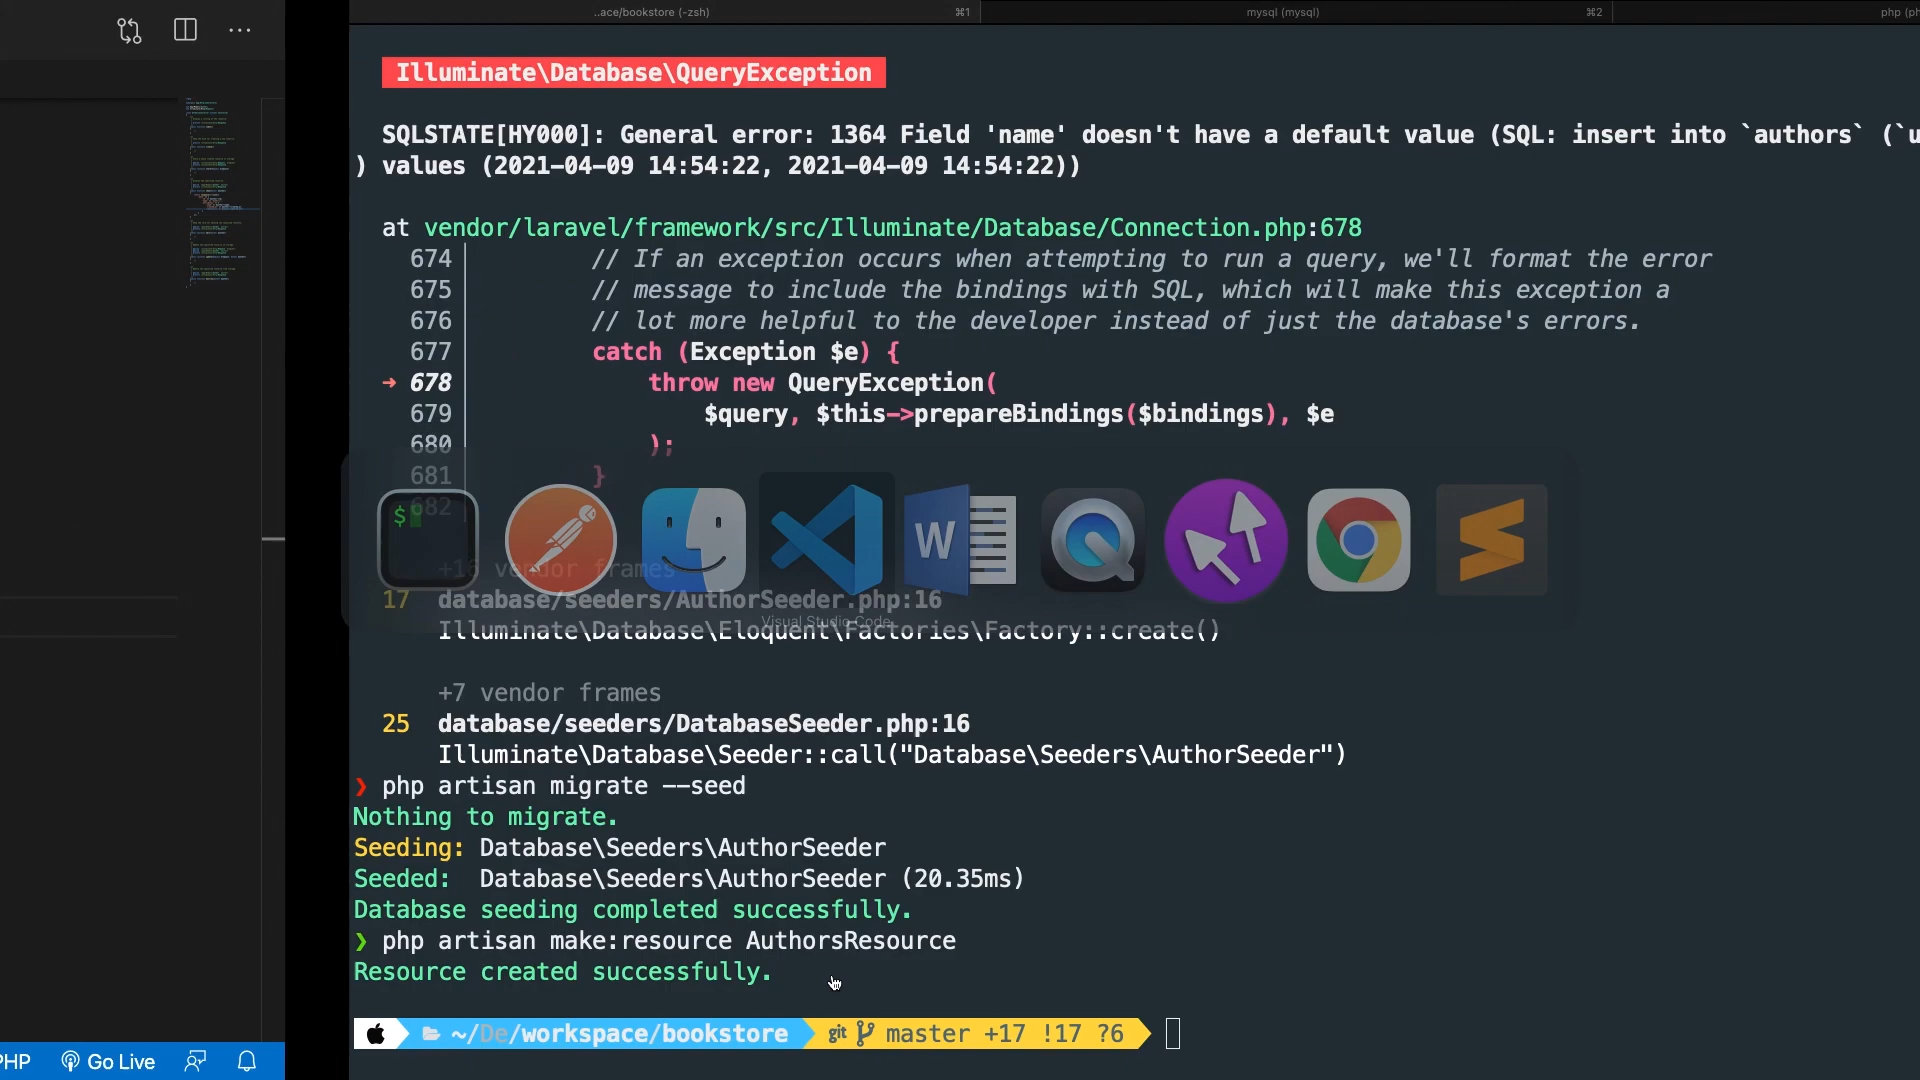 ..ace/bookstore (-zsh) ⌘1 mysql (mysql) ⌘2 php (ph
Illuminate\Database\QueryException
SQLSTATE[HY000]: General error: 1364 Field 'name' doesn't have a default value (SQL: insert into `authors` (`u
) values (2021-04-09 14:54:22, 2021-04-09 14:54:22))
at vendor/laravel/framework/src/Illuminate/Database/Connection.php:678
674 // If an exception occurs when attempting to run a query, we'll format the error
675 // message to include the bindings with SQL, which will make this exception a
676 // lot more helpful to the developer instead of just the database's errors.
677 catch (Exception $e) {
➜ 678 throw new QueryException(
679 $query, $this->prepareBindings($bindings), $e
680 );
681 }
682
$
W
+16 vendor frames
17 database/seeders/AuthorSeeder.php:16
Visual Studio Code
Illuminate\Database\Eloquent\Factories\Factory::create()
+7 vendor frames
25 database/seeders/DatabaseSeeder.php:16
Illuminate\Database\Seeder::call("Database\Seeders\AuthorSeeder")
❯ php artisan migrate --seed
Nothing to migrate.
Seeding: Database\Seeders\AuthorSeeder
Seeded: Database\Seeders\AuthorSeeder (20.35ms)
Database seeding completed successfully.
❯ php artisan make:resource AuthorsResource
Resource created successfully.
~/De/workspace/bookstore git master +17 !17 ?6
PHP Go Live